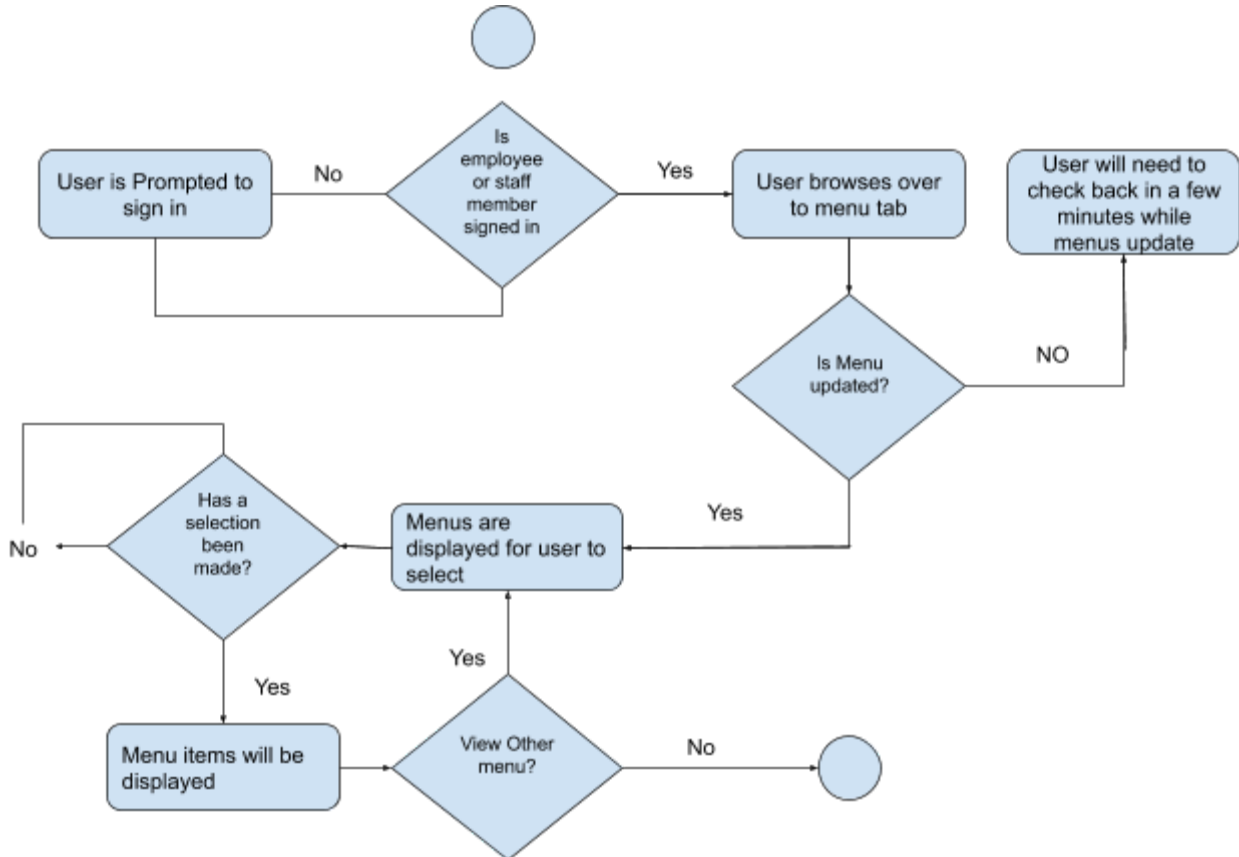 Is
employee
or staff
member
signed in
No
User is Prompted to
sign in
Yes
User browses over
to menu tab
User will need to
check back in a few
minutes while
menus update
Is Menu
updated?
NO
Yes
Menus are
displayed for user to
select
Has a
selection
been
made?
No
Yes
Menu items will be
displayed
View Other
menu?
Yes
No